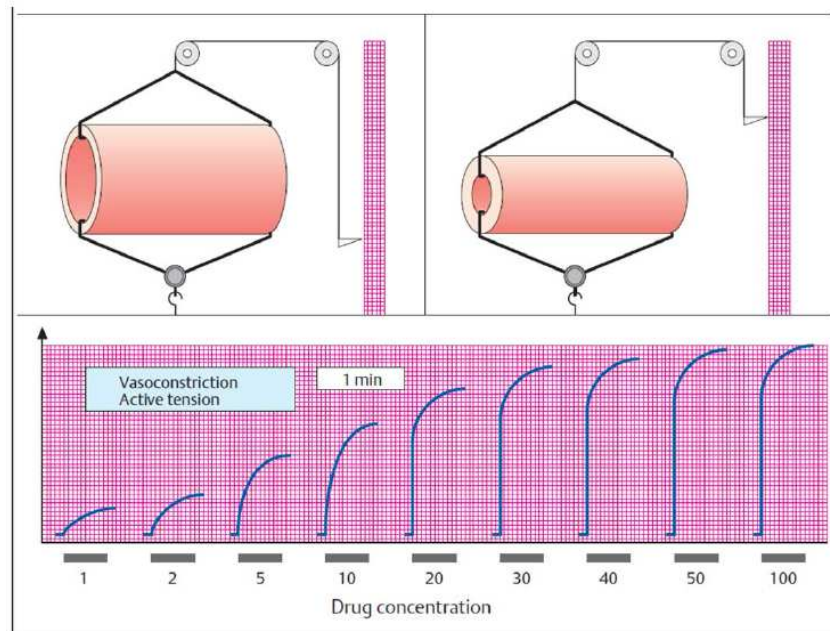 Vasoconstriction
Active tension
1 min
1 2 5 10 20 30 40 50 100
Drug concentration